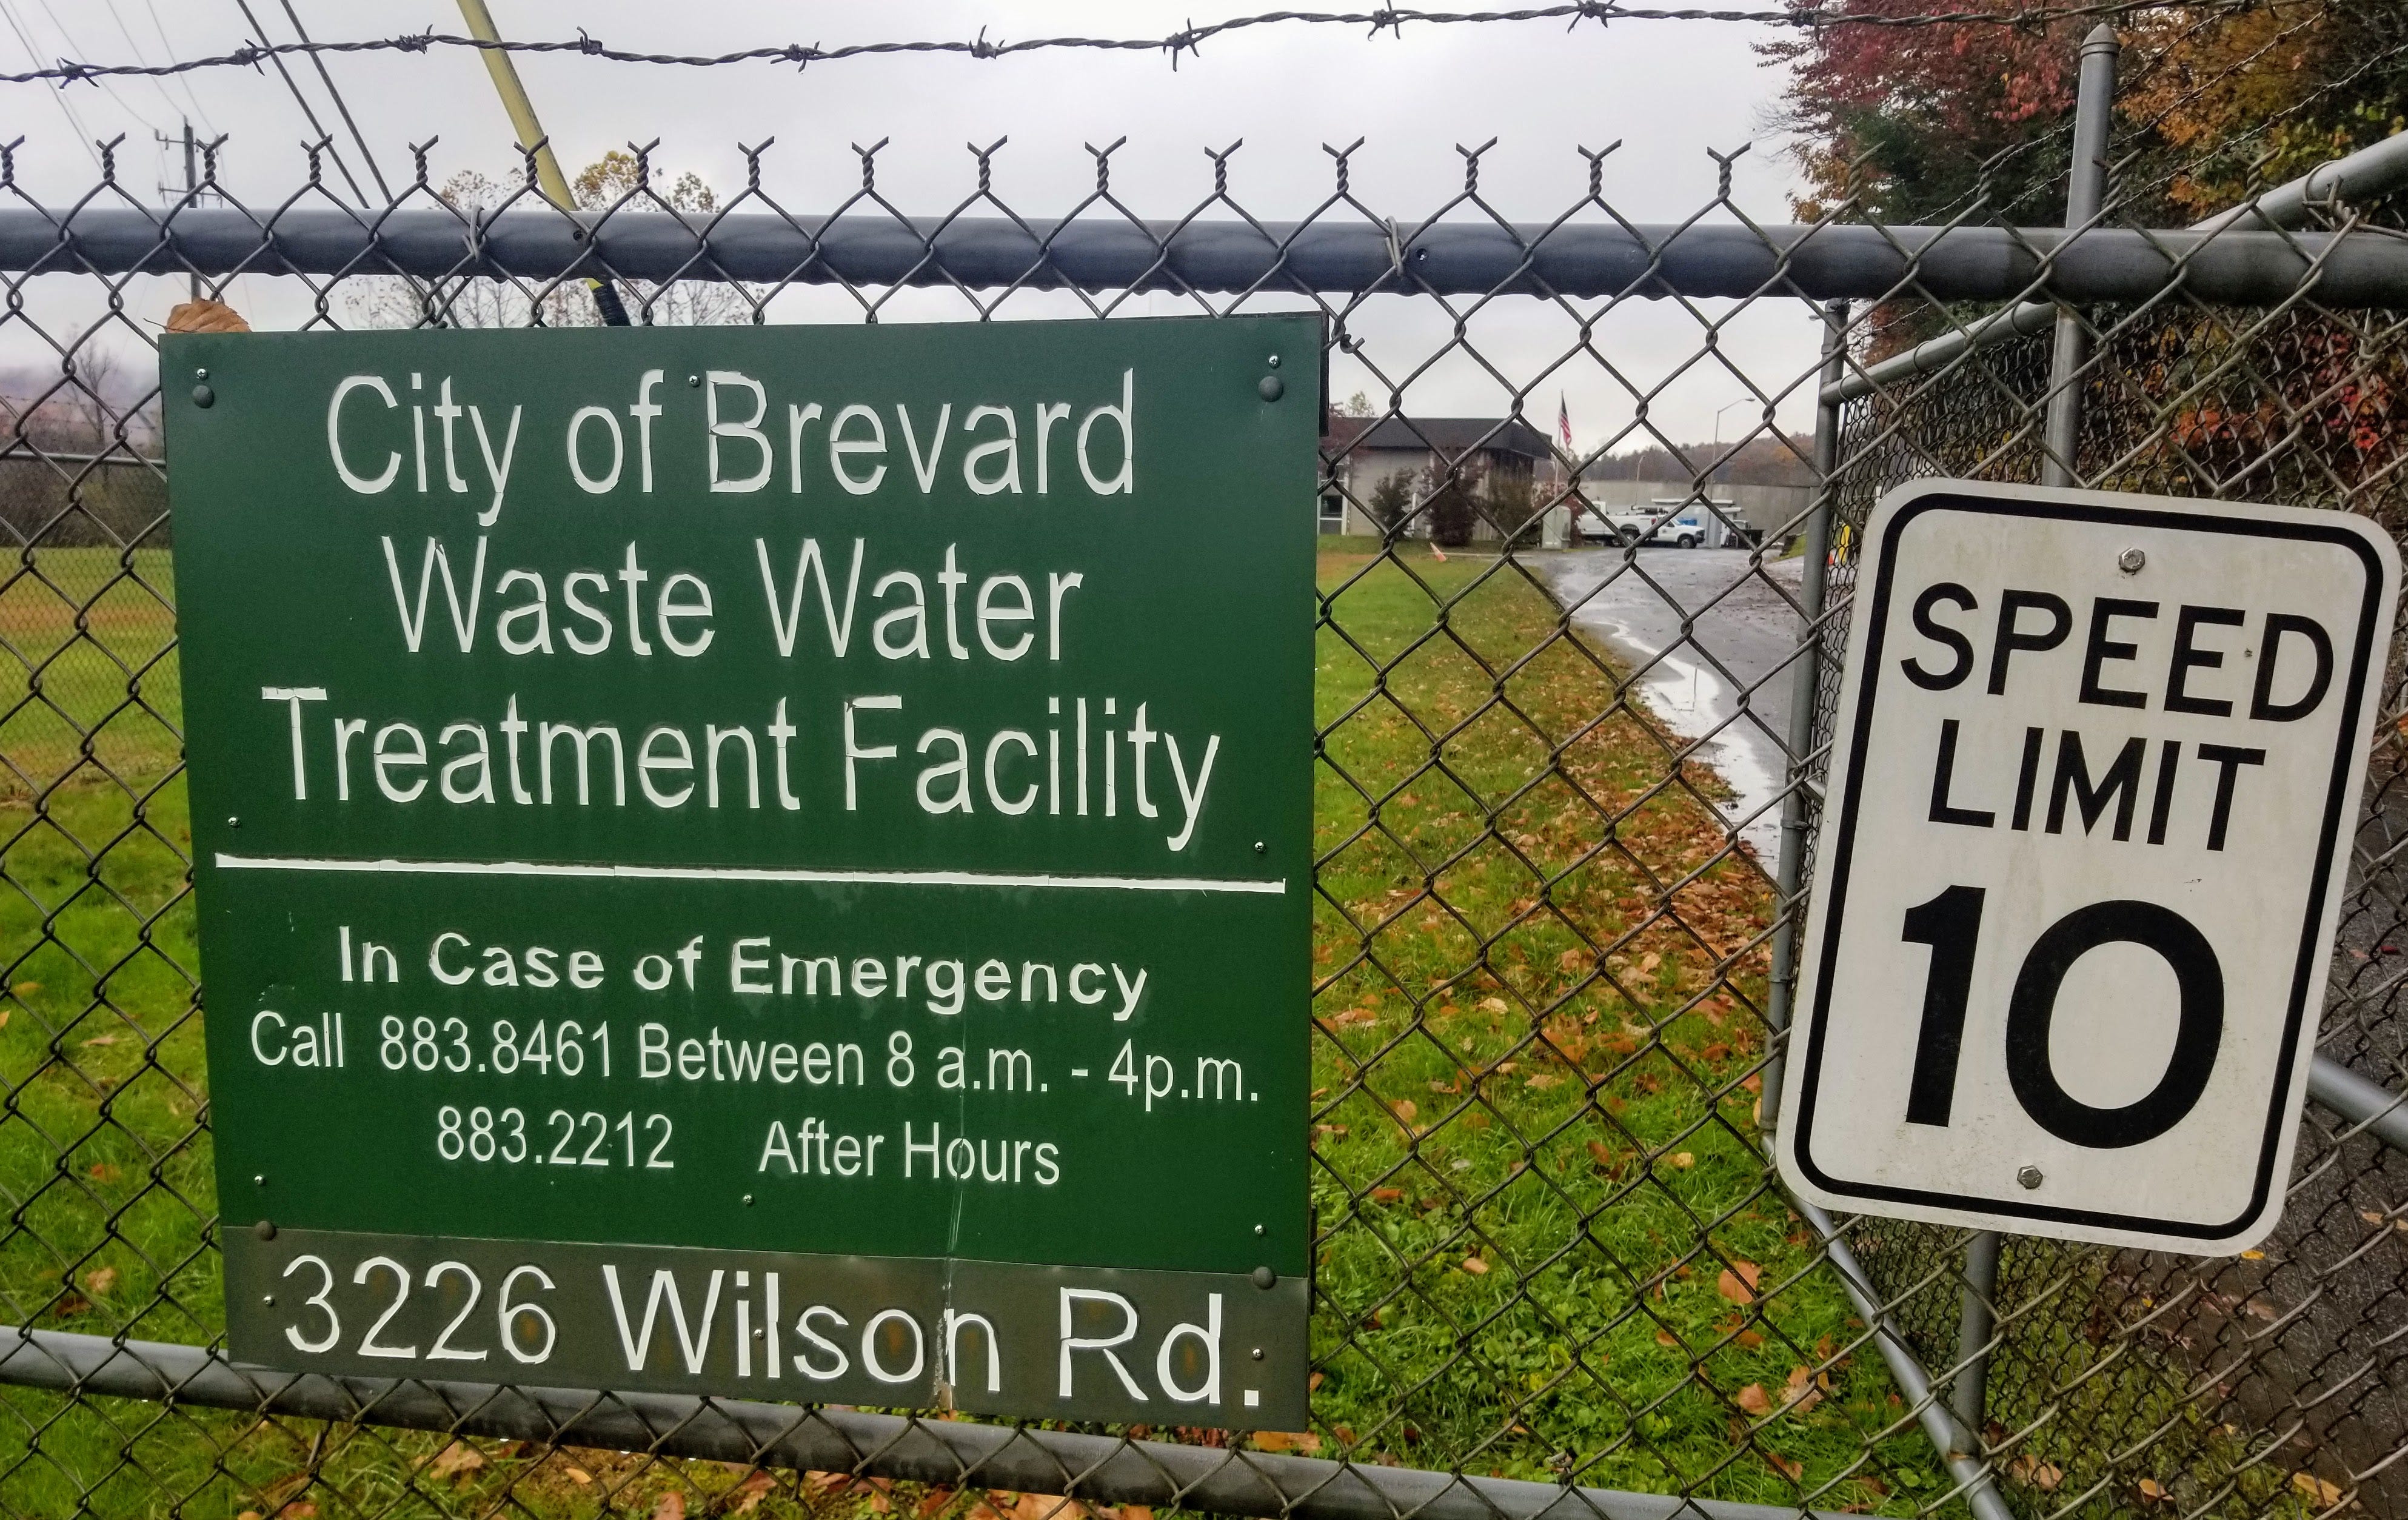 City of Brevard
Waste Water
Treatment Facility
In Case of Emergency
Call 883.8461 Between 8 a.m. - 4p.m.
883.2212 After Hours
3226 Wilson Rd.
SPEED
LIMIT
10